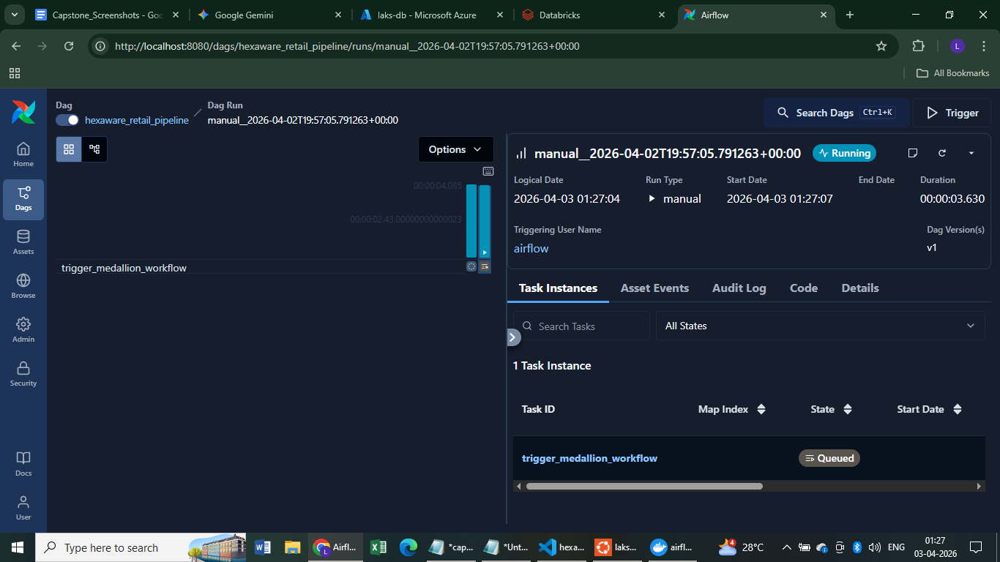 Capstone_Screenshots - Goo
Google Gemini
laks-db - Microsoft Azure
Databricks
Airflow
http://localhost:8080/dags/hexaware_retail_pipeline/runs/manual__2026-04-02T19:57:05.791263+00:00
L
All Bookmarks
Dag
hexaware_retail_pipeline
Dag Run
manual__2026-04-02T19:57:05.791263+00:00
Search Dags Ctrl+K
Trigger
Home
Dags
Assets
Browse
Admin
Security
Docs
User
Options
00:00:04.085
00:00:02.43.00000000000023
trigger_medallion_workflow
manual__2026-04-02T19:57:05.791263+00:00
Running
Logical Date
2026-04-03 01:27:04
Run Type
manual
Start Date
2026-04-03 01:27:07
End Date
Duration
00:00:03.630
Triggering User Name
airflow
Dag Version(s)
v1
Task Instances
Asset Events
Audit Log
Code
Details
Search Tasks
All States
1 Task Instance
Task ID
Map Index
State
Start Date
trigger_medallion_workflow
Queued
Type here to search
Airfl...
*cap...
*Unt...
hexa...
laks...
airfl...
4
28°C
ENG
01:27
03-04-2026